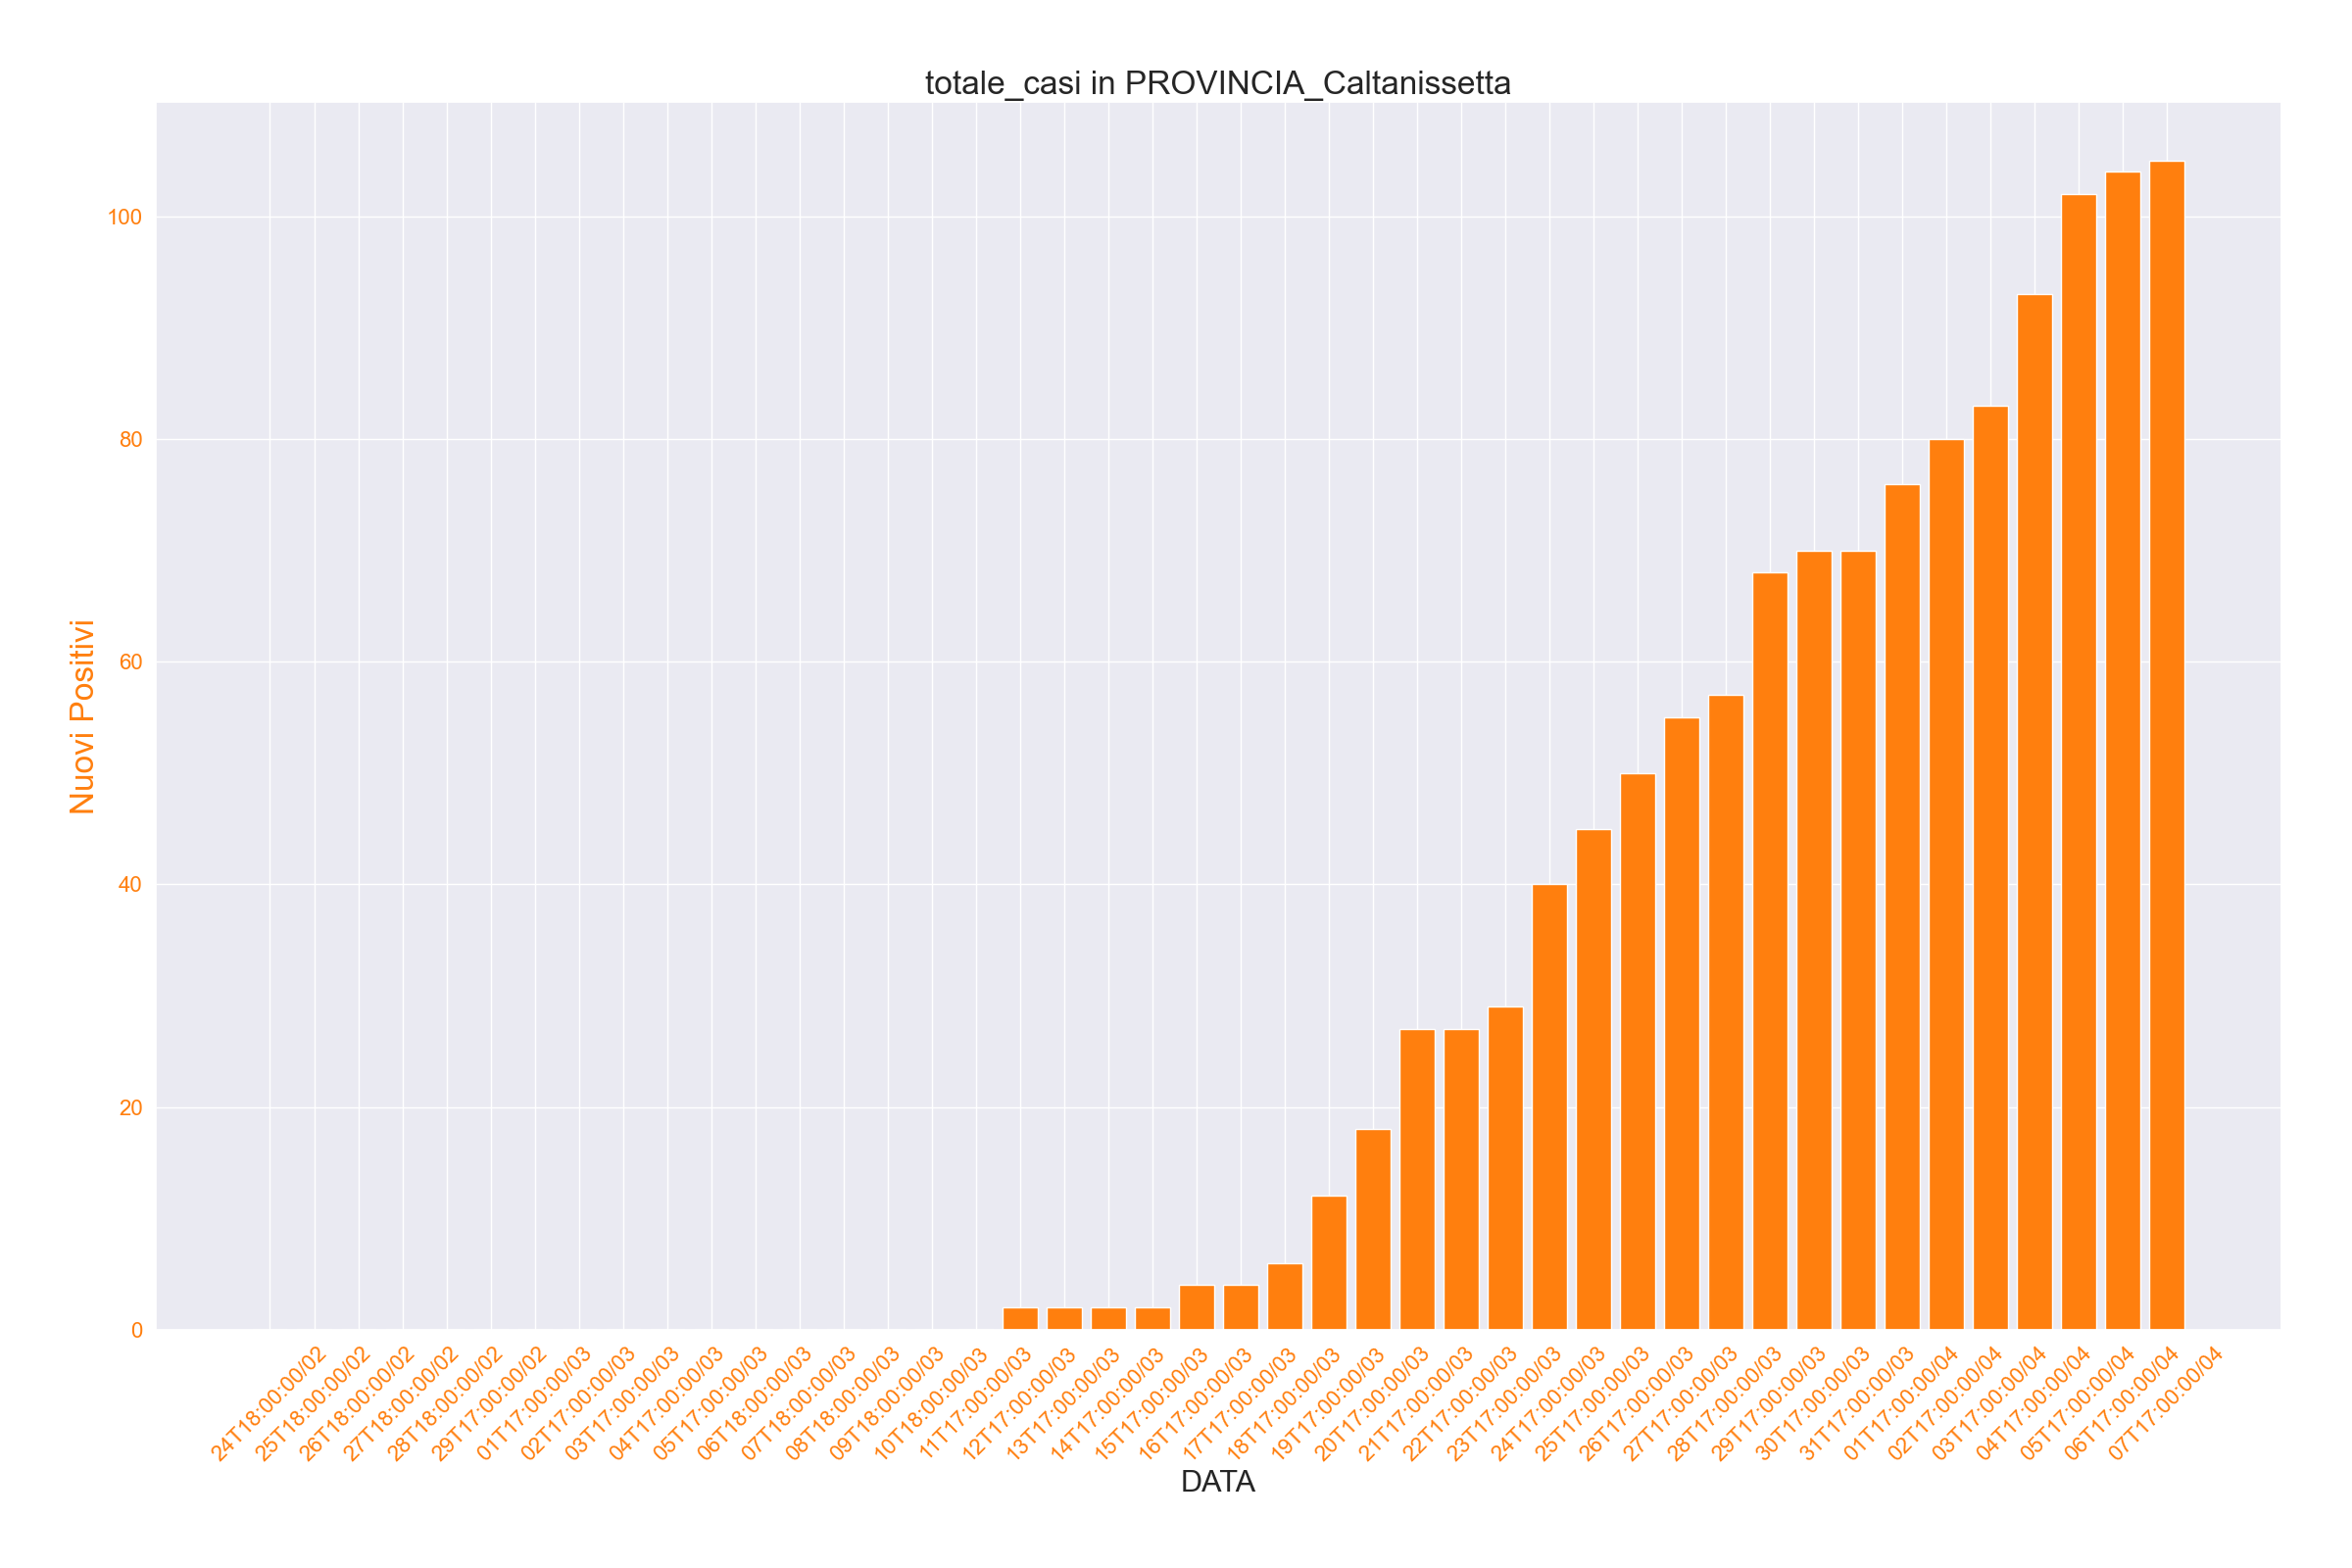 totale_casi in PROVINCIA_Caltanissetta
Nuovi Positivi
100
80
60
40
20
0
24T18:00:00/02
25T18:00:00/02
26T18:00:00/02
27T18:00:00/02
28T18:00:00/02
29T17:00:00/02
01T17:00:00/03
02T17:00:00/03
03T17:00:00/03
04T17:00:00/03
05T17:00:00/03
06T18:00:00/03
07T18:00:00/03
08T18:00:00/03
09T18:00:00/03
10T18:00:00/03
11T17:00:00/03
12T17:00:00/03
13T17:00:00/03
14T17:00:00/03
15T17:00:00/03
16T17:00:00/03
17T17:00:00/03
18T17:00:00/03
19T17:00:00/03
20T17:00:00/03
21T17:00:00/03
22T17:00:00/03
23T17:00:00/03
24T17:00:00/03
25T17:00:00/03
26T17:00:00/03
27T17:00:00/03
28T17:00:00/03
29T17:00:00/03
30T17:00:00/03
31T17:00:00/03
01T17:00:00/04
02T17:00:00/04
03T17:00:00/04
04T17:00:00/04
05T17:00:00/04
06T17:00:00/04
07T17:00:00/04
DATA